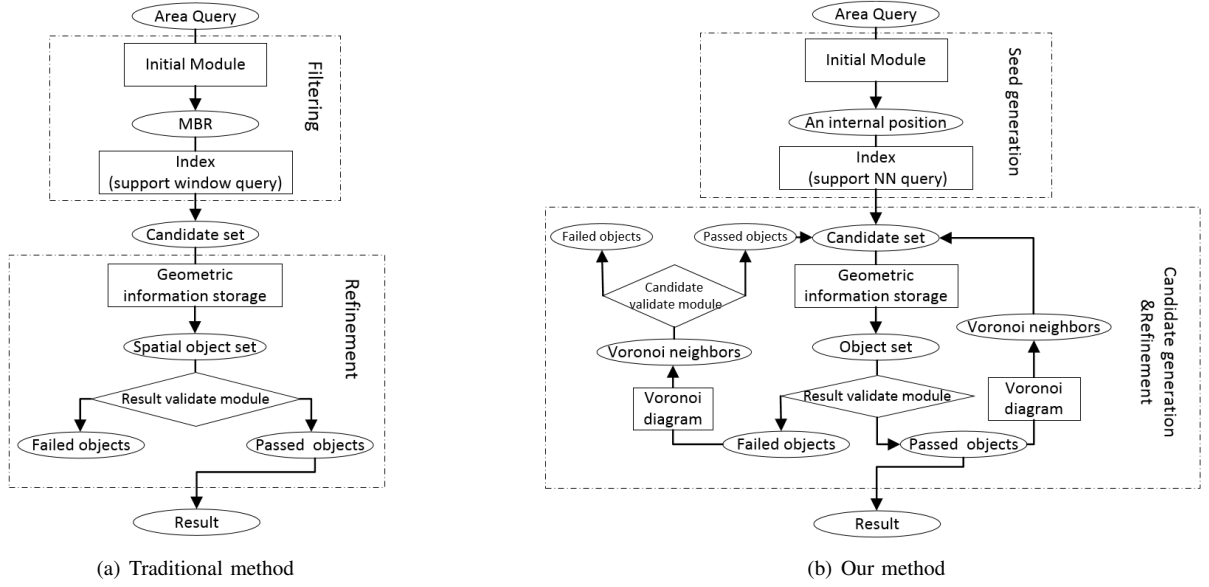 Area Query
Initial Module
Filtering
MBR
Index
(support window query)
Candidate set
Geometric
information storage
Refinement
Spatial object set
Result validate module
Failed objects
Passed objects
Result
(a) Traditional method
Area Query
Initial Module
Seed generation
An internal position
Index
(support NN query)
Failed objects
Passed objects
Candidate set
Candidate
validate module
Geometric
information storage
Candidate generation
&Refinement
Voronoi neighbors
Object set
Voronoi neighbors
Voronoi
diagram
Result validate module
Voronoi
diagram
Failed objects
Passed objects
Result
(b) Our method